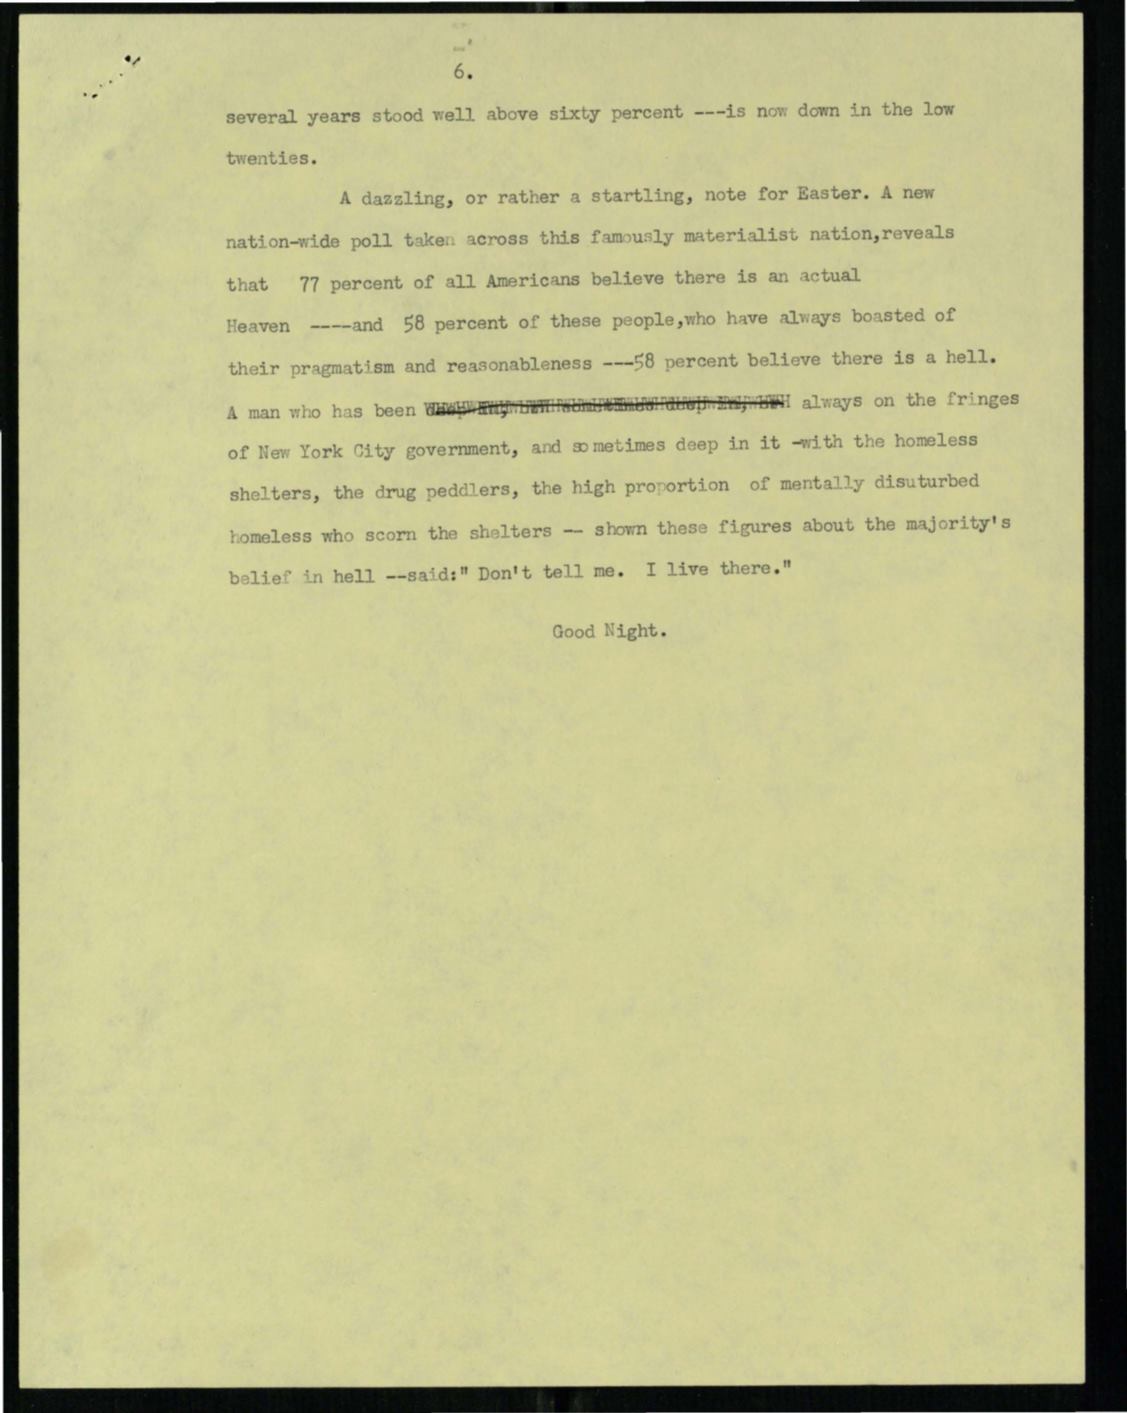 6.
several years stood well above sixty percent ---is now down in the low
twenties.
A dazzling, or rather a startling, note for Easter. A new
nation-wide poll taken across this famously materialist nation,reveals
that 77 percent of all Americans believe there is an actual
Heaven ----and 58 percent of these people,who have always boasted of
their pragmatism and reasonableness ---58 percent believe there is a hell.
A man who has been always on the fringes
of New York City government, and sometimes deep in it -with the homeless
shelters, the drug peddlers, the high proportion of mentally disuturbed
homeless who scorn the shelters -- shown these figures about the majority's
belief in hell --said:" Don't tell me. I live there."
Good Night.